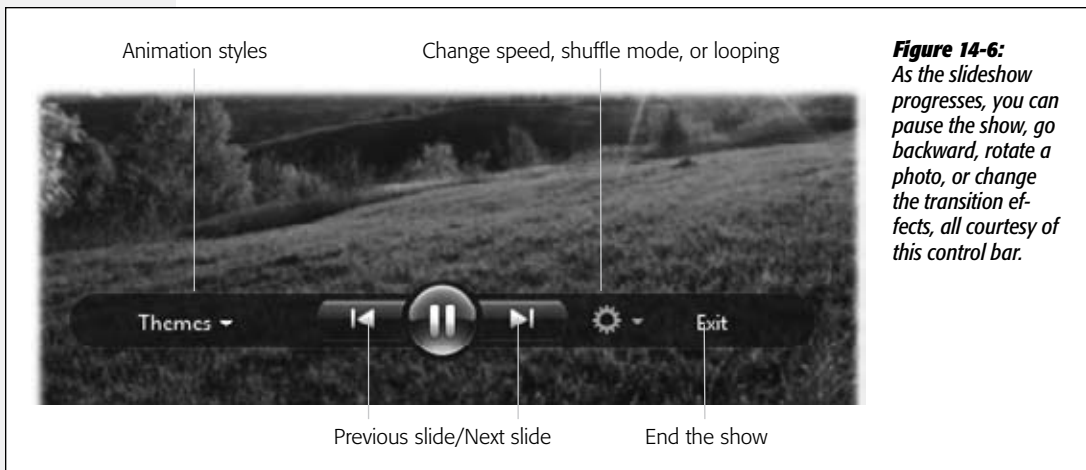 Animation styles
Change speed, shuffle mode, or looping
Themes
Exit
Previous slide/Next slide
End the show
Figure 14-6:
As the slideshow
progresses, you can
pause the show, go
backward, rotate a
photo, or change
the transition ef-
fects, all courtesy of
this control bar.